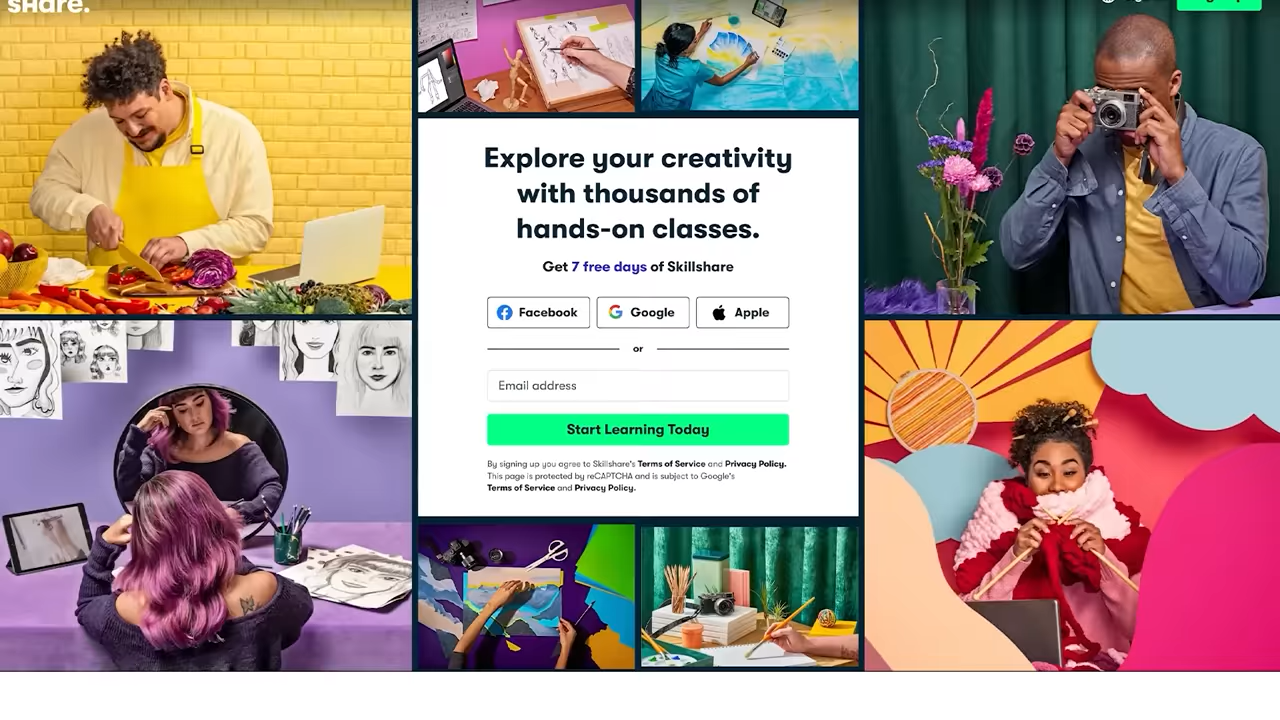 sHare.
Explore your creativity
with thousands of
hands-on classes.
Get 7 free days of Skillshare
Facebook
Google
Apple
or
Email address
Start Learning Today
By signing up you agree to Skillshare's Terms of Service and Privacy Policy.
This page is protected by reCAPTCHA and is subject to Google's
Terms of Service and Privacy Policy.